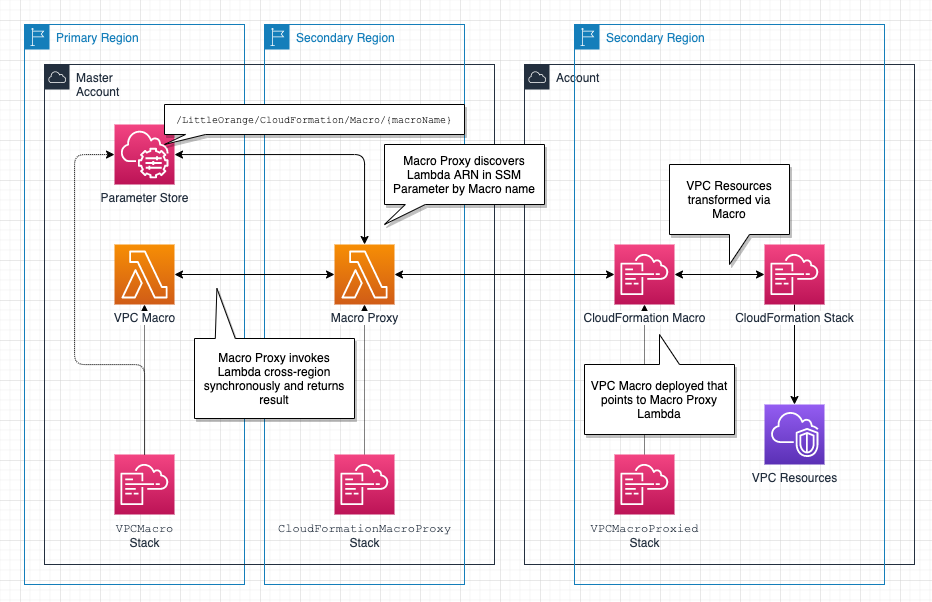 Primary Region
Secondary Region
Secondary Region
Master
Account
Account
/LittleOrange/CloudFormation/Macro/{macroName}
Macro Proxy discovers
Lambda ARN in SSM
Parameter by Macro name
Parameter Store
VPC Resources
transformed via
Macro
VPC Macro
Macro Proxy
CloudFormation Macro
CloudFormation Stack
Macro Proxy invokes
Lambda cross-region
synchronously and returns
result
VPC Macro deployed that
points to Macro Proxy
Lambda
VPC Resources
VPCMacro
Stack
CloudFormationMacroProxy
Stack
VPCMacroProxied
Stack